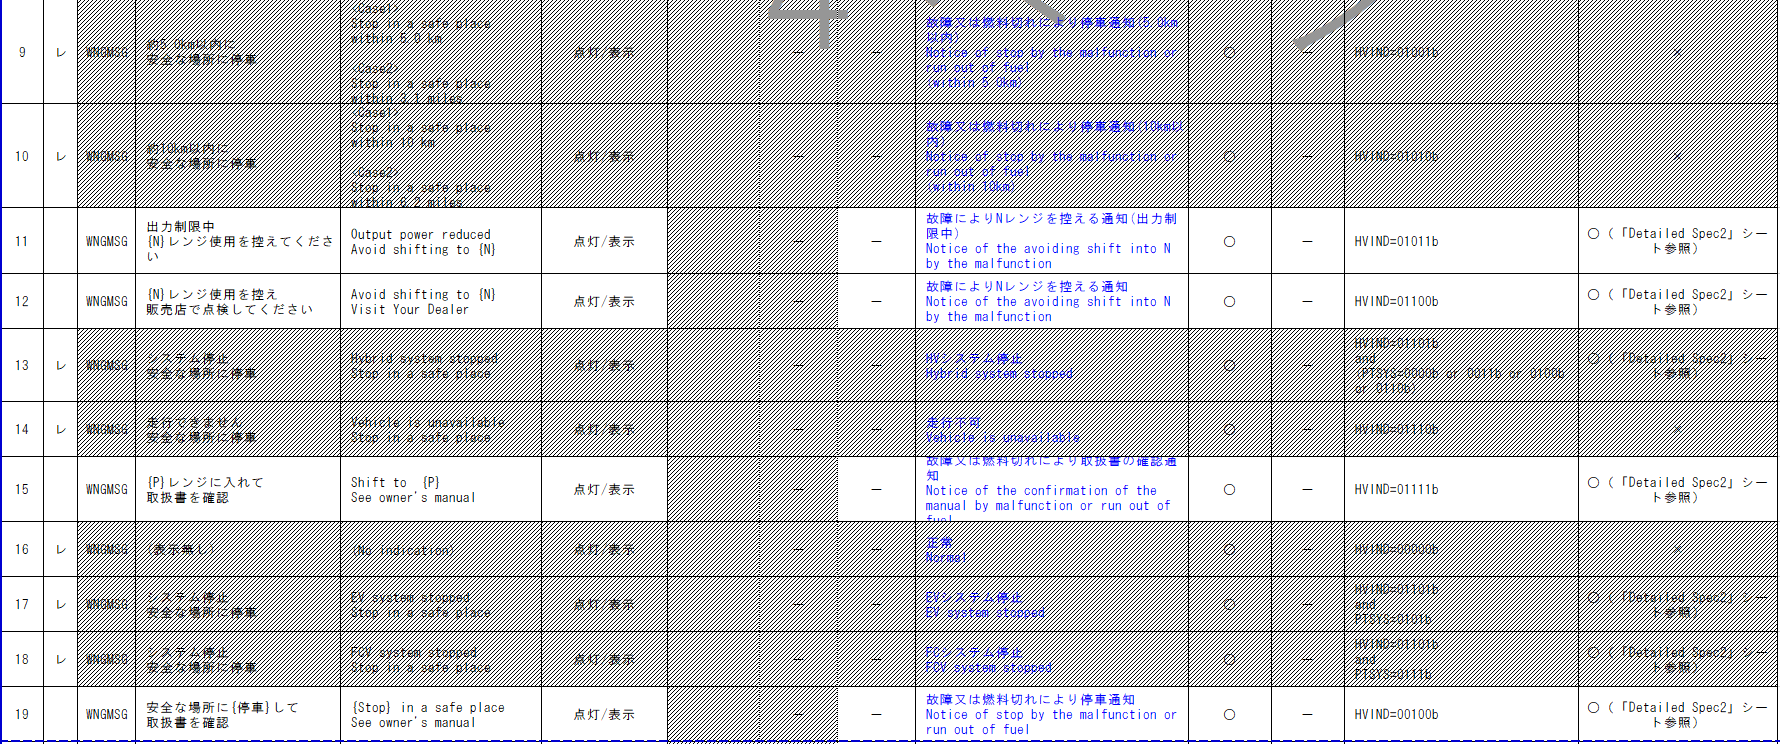 9
レ
WNGMSG
約5.0km以内に
安全な場所に停車
<Case1>
Stop in a safe place
within 5.0 km
<Case2>
Stop in a safe place
within 3.1 miles
点灯/表示
—
—
故障又は燃料切れにより停車通知(5.0km
以内)
Notice of stop by the malfunction or
run out of fuel
(within 5.0km)
○
—
HVIND=01001b
×
10
レ
WNGMSG
約10km以内に
安全な場所に停車
<Case1>
Stop in a safe place
within 10 km
<Case2>
Stop in a safe place
within 6.2 miles
点灯/表示
—
—
故障又は燃料切れにより停車通知(10km以
内)
Notice of stop by the malfunction or
run out of fuel
(within 10km)
○
—
HVIND=01010b
×
11
WNGMSG
出力制限中
{N}レンジ使用を控えてくださ
い
Output power reduced
Avoid shifting to {N}
点灯/表示
—
—
故障によりNレンジを控える通知(出力制
限中)
Notice of the avoiding shift into N
by the malfunction
○
—
HVIND=01011b
○（「Detailed Spec2」シー
ト参照）
12
WNGMSG
{N}レンジ使用を控え
販売店で点検してください
Avoid shifting to {N}
Visit Your Dealer
点灯/表示
—
—
故障によりNレンジを控える通知
Notice of the avoiding shift into N
by the malfunction
○
—
HVIND=01100b
○（「Detailed Spec2」シー
ト参照）
13
レ
WNGMSG
システム停止
安全な場所に停車
Hybrid system stopped
Stop in a safe place
点灯/表示
—
—
HVシステム停止
Hybrid system stopped
○
—
HVIND=01101b
and
(PTSYS=0000b or 0011b or 0100b
or 0110b)
○（「Detailed Spec2」シー
ト参照）
14
レ
WNGMSG
走行できません
安全な場所に停車
Vehicle is unavailable
Stop in a safe place
点灯/表示
—
—
走行不可
Vehicle is unavailable
○
—
HVIND=01110b
×
15
WNGMSG
{P}レンジに入れて
取扱書を確認
Shift to {P}
See owner's manual
点灯/表示
—
—
故障又は燃料切れにより取扱書の確認通
知
Notice of the confirmation of the
manual by malfunction or run out of
fuel
○
—
HVIND=01111b
○（「Detailed Spec2」シー
ト参照）
16
レ
WNGMSG
(表示無し)
(No indication)
点灯/表示
—
—
正常
Normal
○
—
HVIND=00000b
×
17
レ
WNGMSG
システム停止
安全な場所に停車
EV system stopped
Stop in a safe place
点灯/表示
—
—
EVシステム停止
EV system stopped
○
—
HVIND=01101b
and
PTSYS=0101b
○（「Detailed Spec2」シー
ト参照）
18
レ
WNGMSG
システム停止
安全な場所に停車
FCV system stopped
Stop in a safe place
点灯/表示
—
—
FCシステム停止
FCV system stopped
○
—
HVIND=01101b
and
PTSYS=0111b
○（「Detailed Spec2」シー
ト参照）
19
WNGMSG
安全な場所に{停車}して
取扱書を確認
{Stop} in a safe place
See owner's manual
点灯/表示
—
—
故障又は燃料切れにより停車通知
Notice of stop by the malfunction or
run out of fuel
○
—
HVIND=00100b
○（「Detailed Spec2」シー
ト参照）